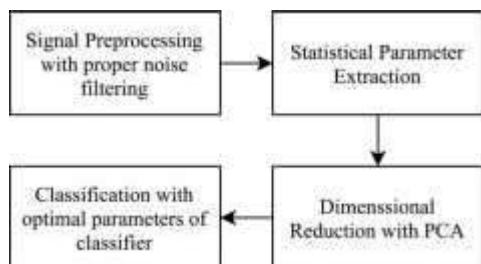 Signal Preprocessing
with proper noise
filtering
Statistical Parameter
Extraction
Dimenssional
Reduction with PCA
Classification with
optimal parameters of
classifier